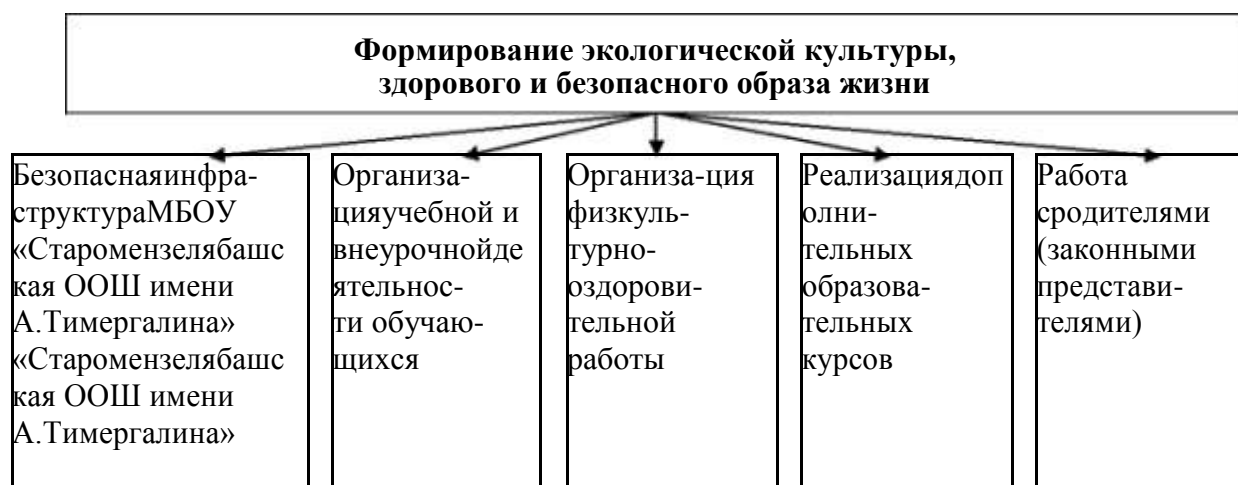 Формирование экологической культуры,
здорового и безопасного образа жизни
Безопаснаяинфра-
структураМБОУ
«Старомензелябашс
кая ООШ имени
А.Тимергалина»
«Старомензелябашс
кая ООШ имени
А.Тимергалина»
Организа-
цияучебной и
внеурочнойде
ятельнос-
ти обучаю-
щихся
Организа-ция
физкуль-
турно-
оздорови-
тельной
работы
Реализациядоп
олни-
тельных
образова-
тельных
курсов
Работа
сродителями
(законными
представи-
телями)